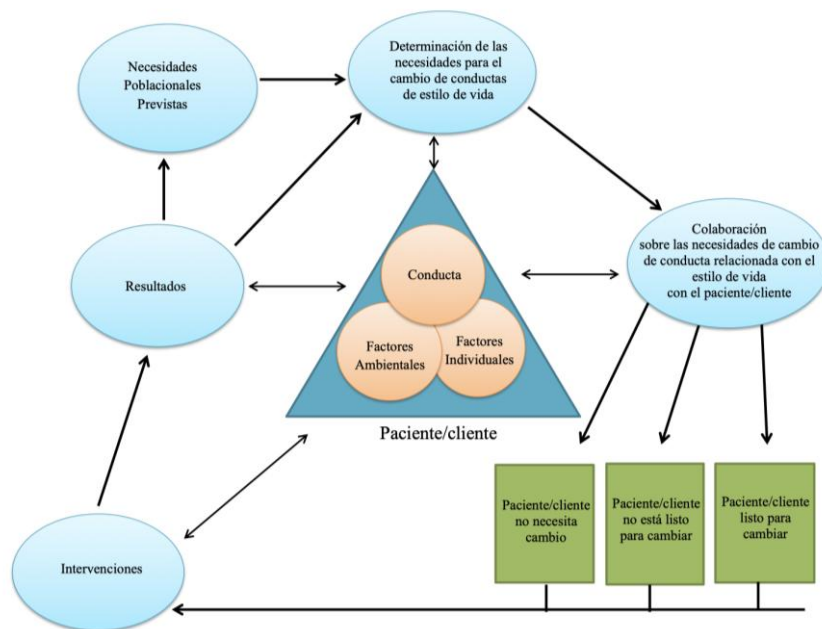 Necesidades
Poblacionales
Previstas
Determinación de las
necesidades para el
cambio de conductas
de estilo de vida
Colaboración
sobre las necesidades de cambio
de conducta relacionada con el
estilo de vida
con el paciente/cliente
Resultados
Conducta
Factores
Ambientales
Factores
Individuales
Paciente/cliente
Paciente/cliente
no necesita
cambio
Paciente/cliente
no está listo
para cambiar
Paciente/cliente
listo para
cambiar
Intervenciones